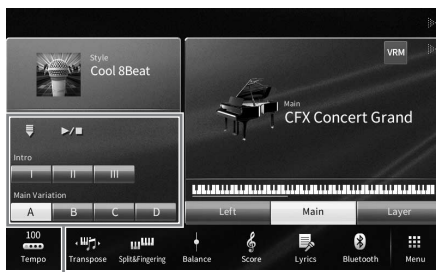 Style
Cool 8Beat
VRM
Main
CFX Concert Grand
Intro
I II III
Main Variation
A B C D
Left Main Layer
100
Tempo Transpose Split&Fingering Balance Score Lyrics Bluetooth Menu